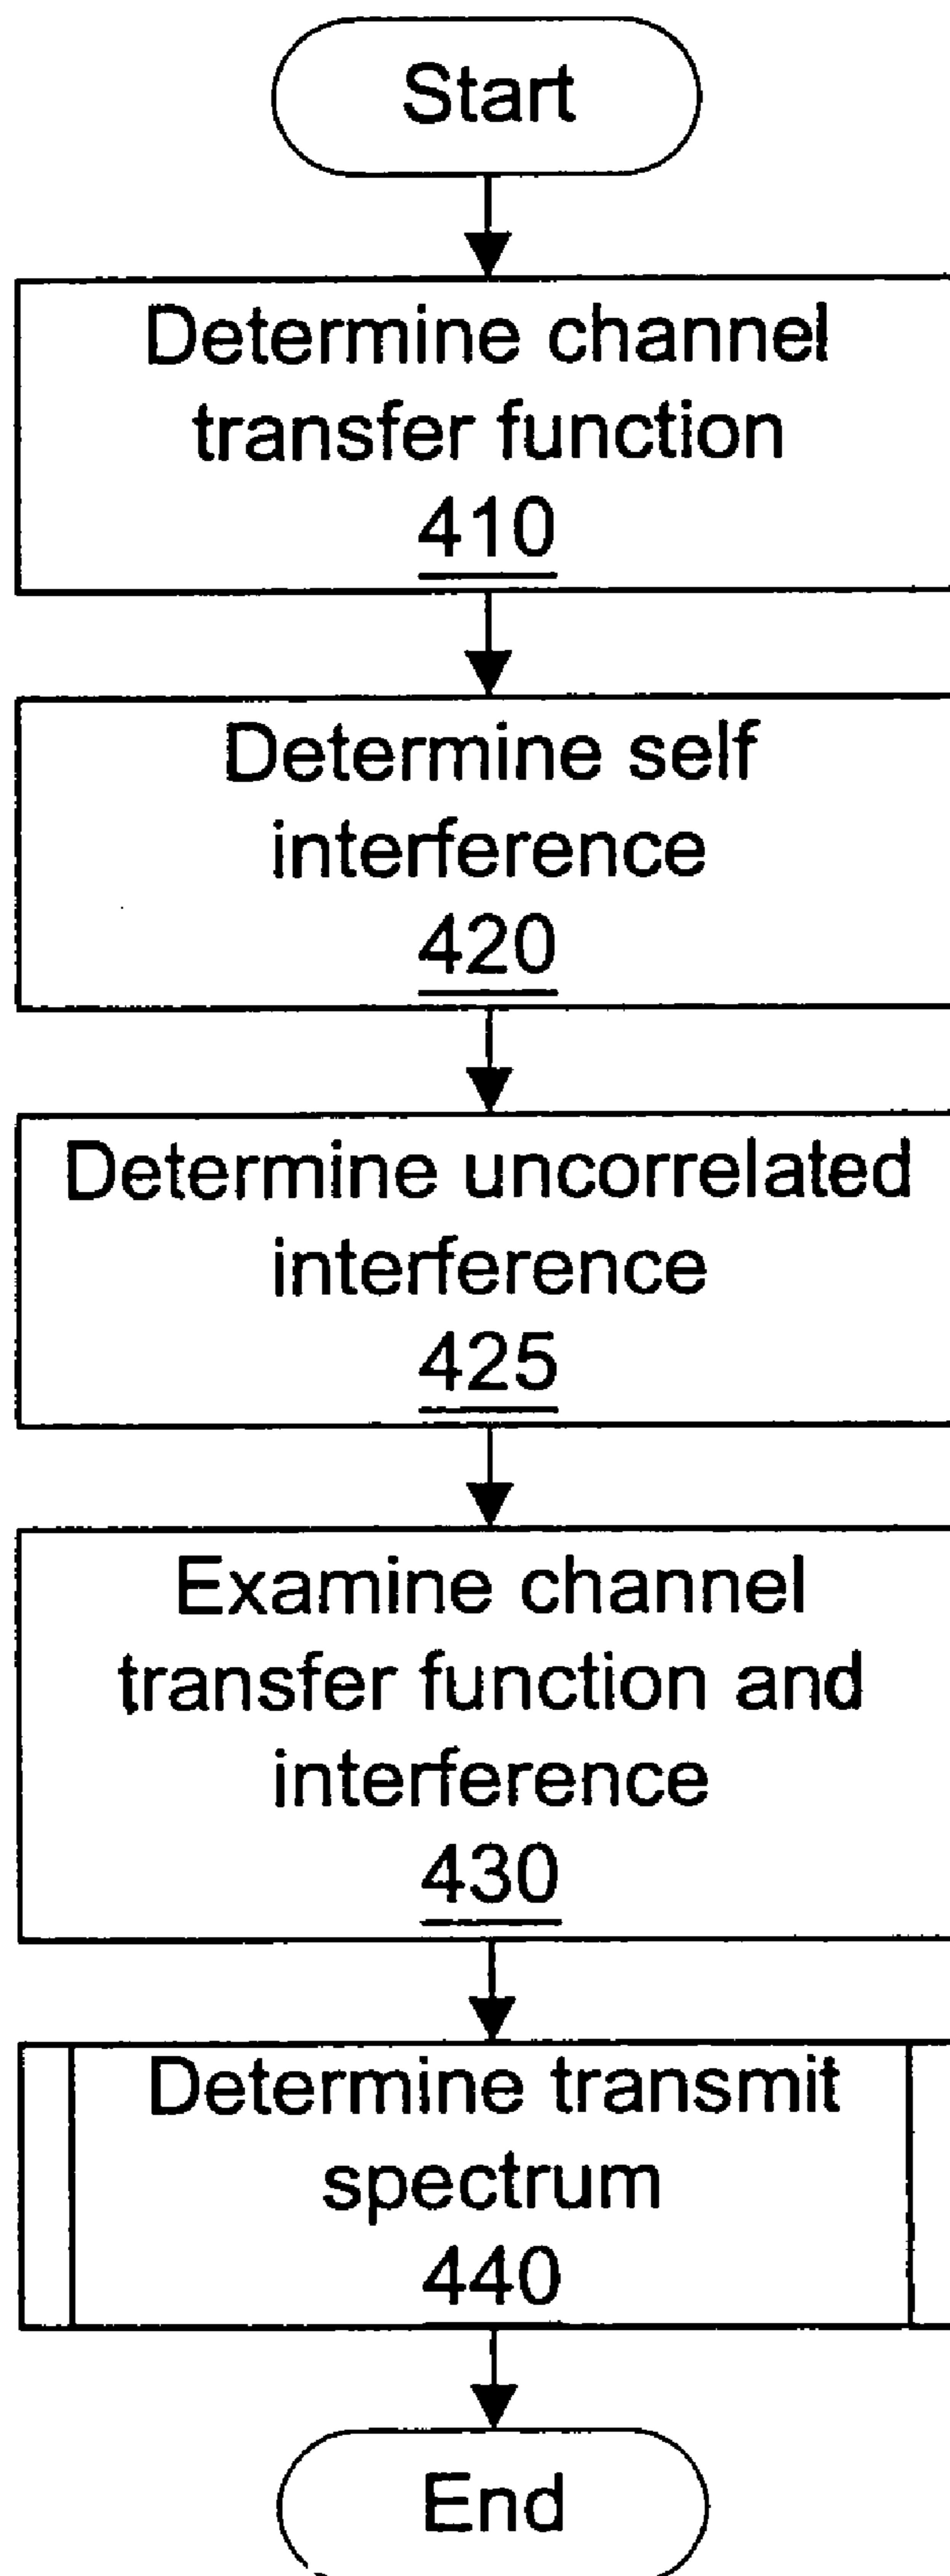 Start
Determine channel
transfer function
410
Determine self
interference
420
Determine uncorrelated
interference
425
Examine channel
transfer function and
interference
430
Determine transmit
spectrum
440
End